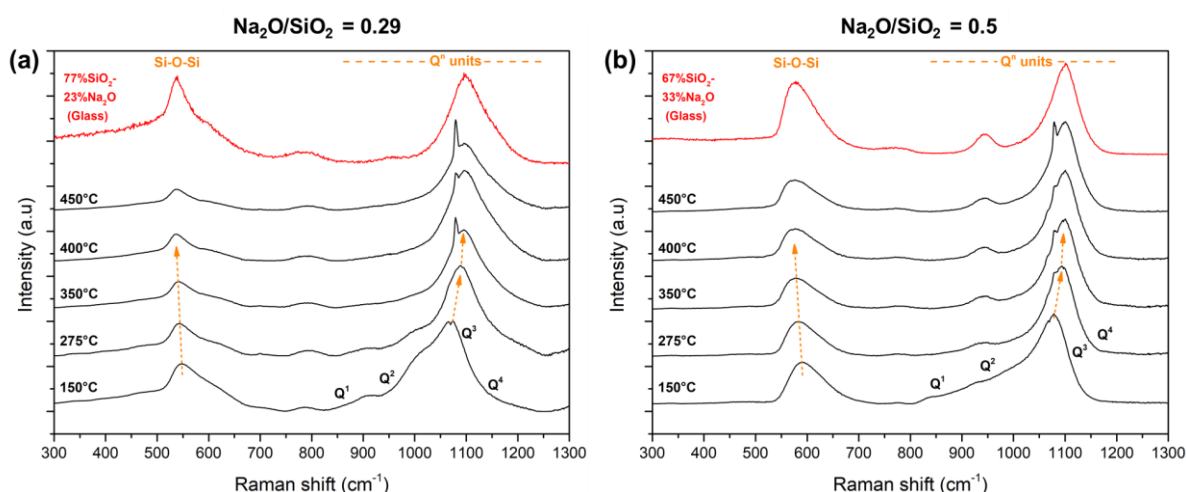 Na₂O/SiO₂ = 0.29
(a)
Si-O-Si
Qⁿ units
77%SiO₂-
23%Na₂O
(Glass)
450°C
400°C
350°C
275°C
150°C
Q¹
Q²
Q³
Q⁴
Intensity (a.u)
300 400 500 600 700 800 900 1000 1100 1200 1300
Raman shift (cm⁻¹)
Na₂O/SiO₂ = 0.5
(b)
Si-O-Si
Qⁿ units
67%SiO₂-
33%Na₂O
(Glass)
450°C
400°C
350°C
275°C
150°C
Q¹
Q²
Q³
Q⁴
Intensity (a.u)
300 400 500 600 700 800 900 1000 1100 1200 1300
Raman shift (cm⁻¹)